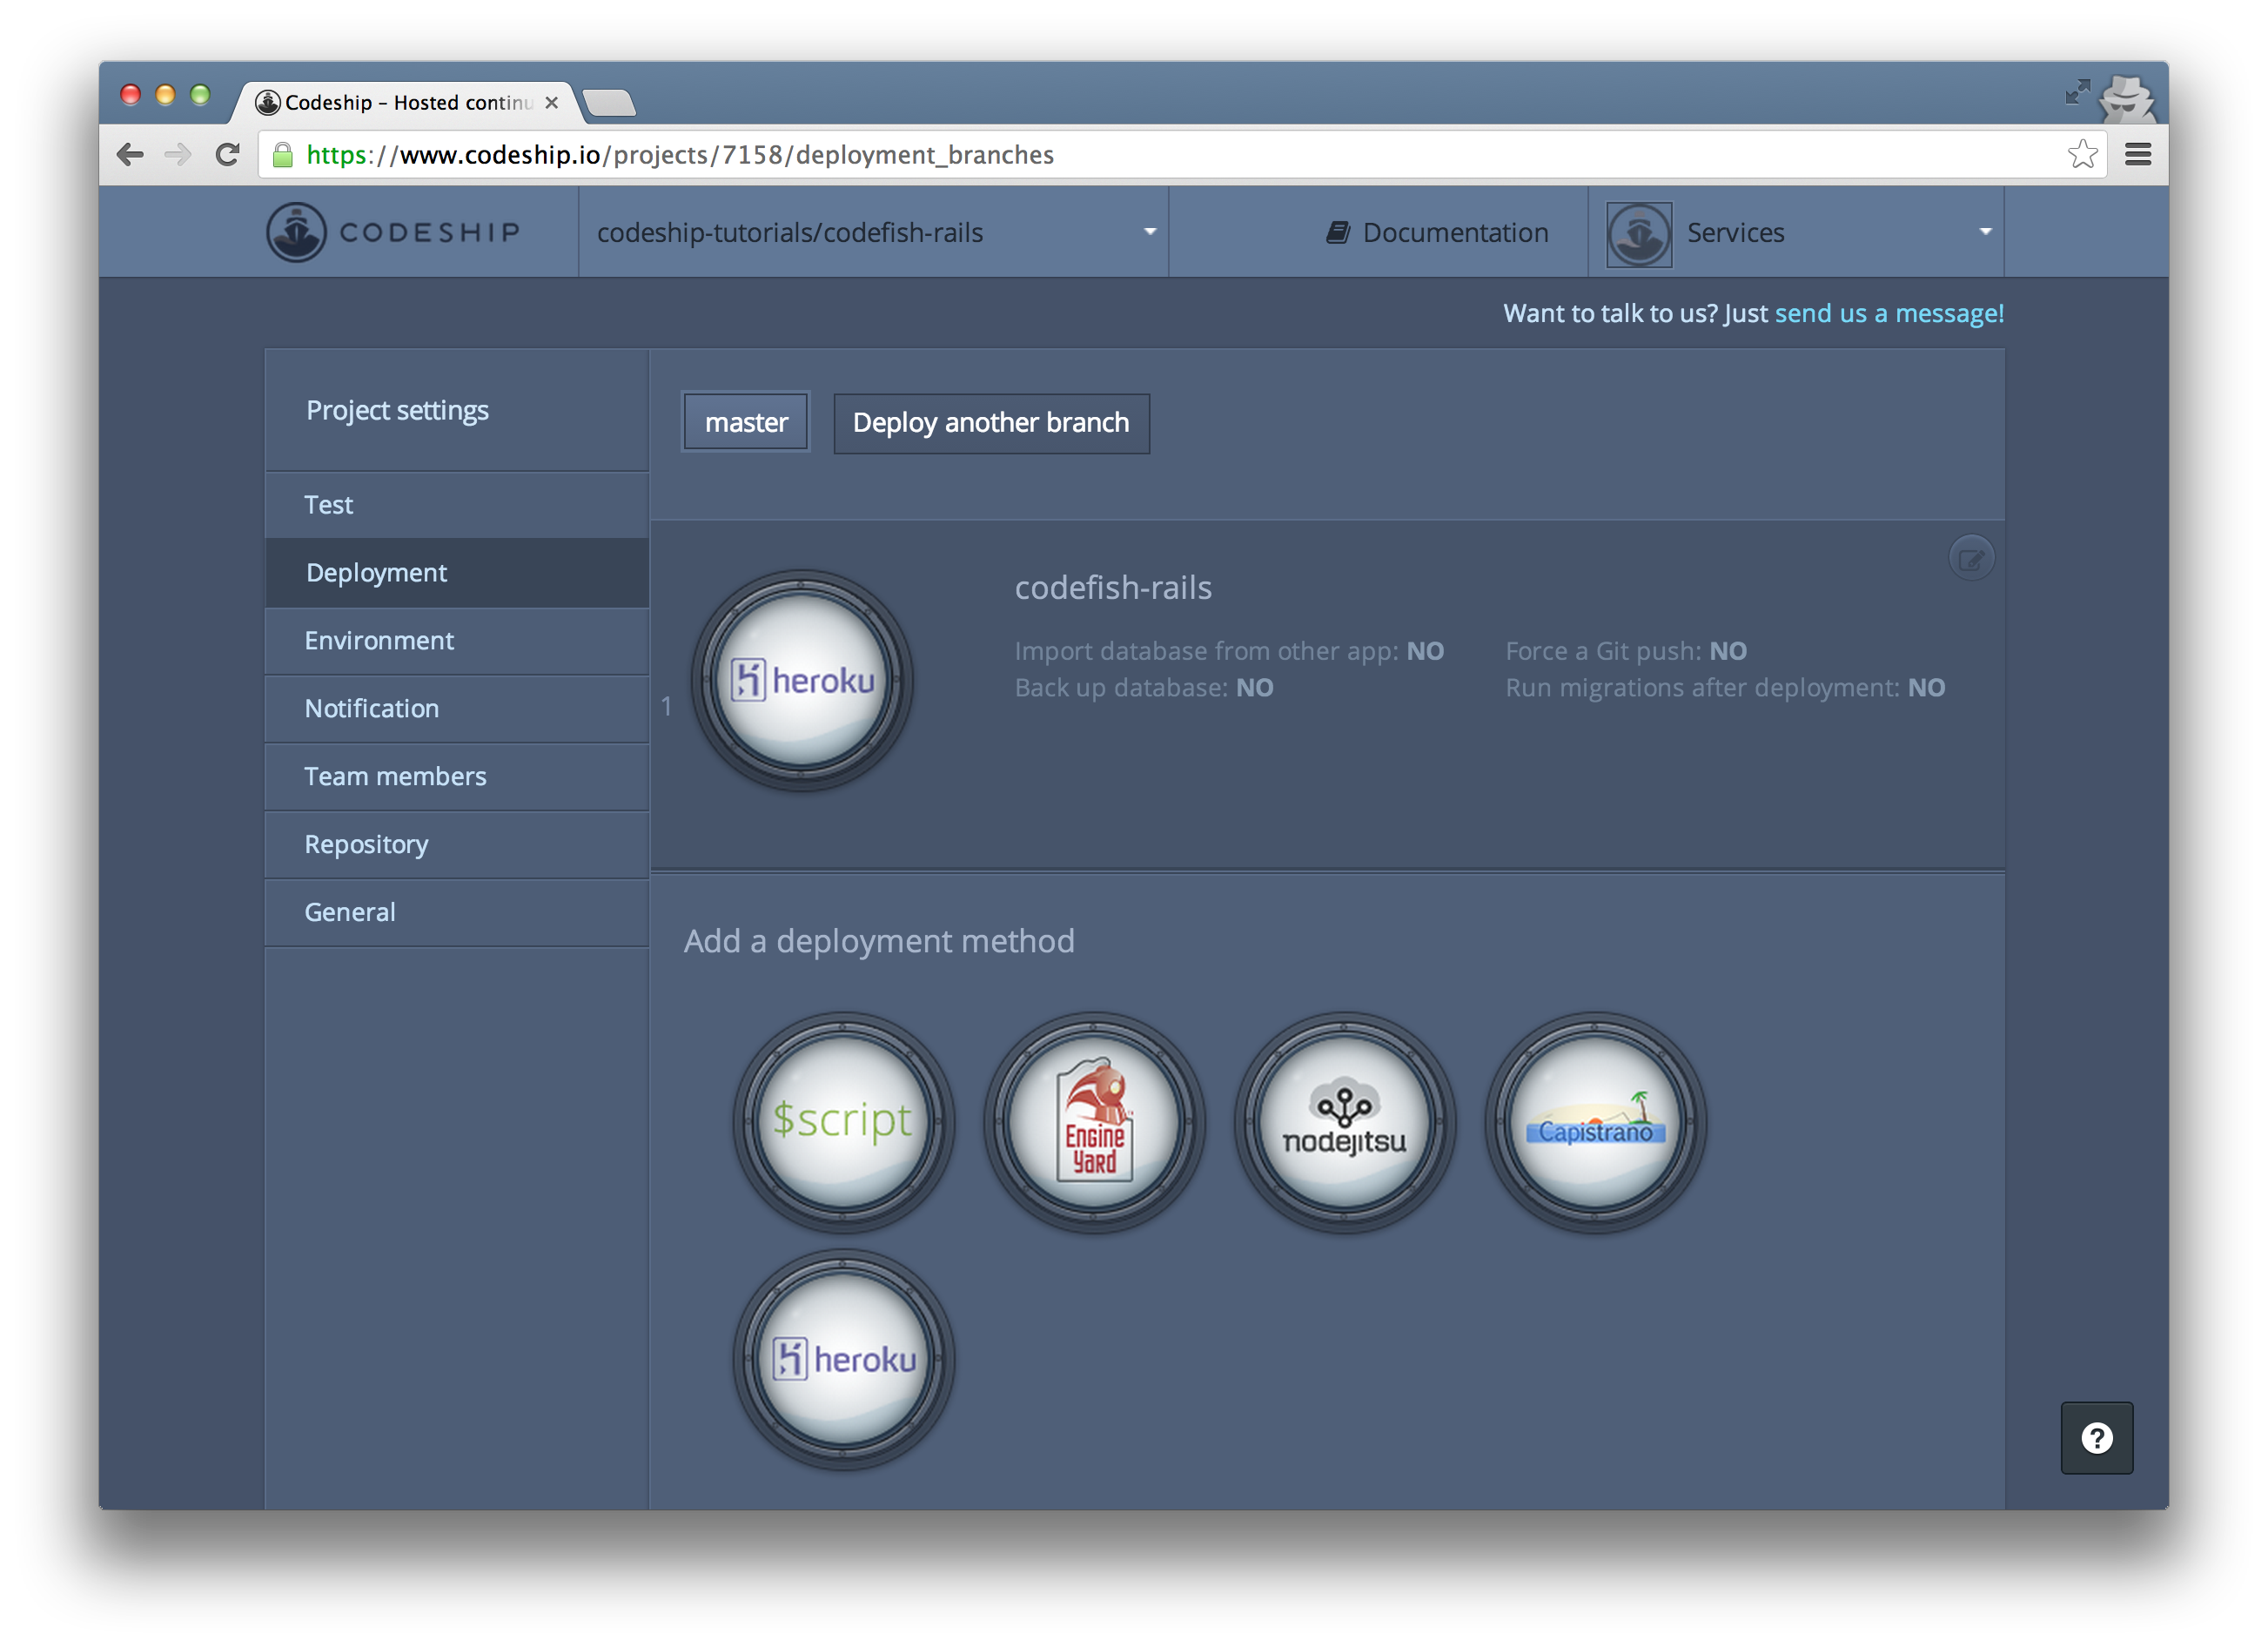 Codeship – Hosted continu
https://www.codeship.io/projects/7158/deployment_branches
CODESHIP
codeship-tutorials/codefish-rails
Documentation
Services
Want to talk to us? Just send us a message!
Project settings
Test
Deployment
Environment
Notification
Team members
Repository
General
master
Deploy another branch
1
heroku
codefish-rails
Import database from other app: NO
Force a Git push: NO
Back up database: NO
Run migrations after deployment: NO
Add a deployment method
$script
Engine
Yard
nodejitsu
Capistrano
heroku
?